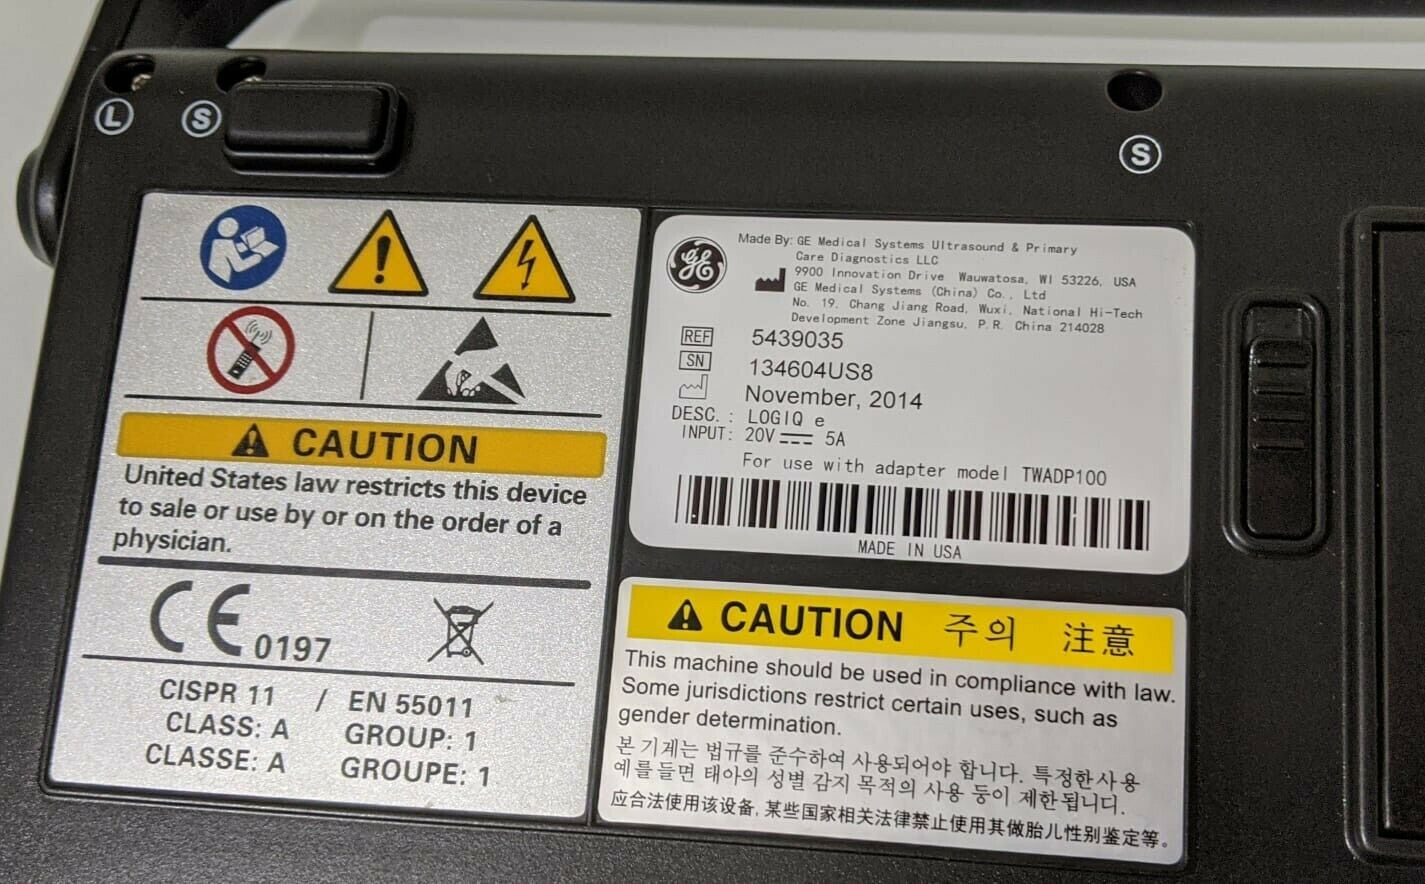 L
S
S
CAUTION
United States law restricts this device
to sale or use by or on the order of a
physician.
CE 0197
CISPR 11 / EN 55011
CLASS: A GROUP: 1
CLASSE: A GROUPE: 1
GE
Made By: GE Medical Systems Ultrasound & Primary
Care Diagnostics LLC
9900 Innovation Drive Wauwatosa, WI 53226, USA
GE Medical Systems (China) Co., Ltd
No. 19, Chang Jiang Road, Wuxi, National Hi-Tech
Development Zone Jiangsu, P.R. China 214028
REF 5439035
SN 134604US8
November, 2014
DESC.: LOGIQ e
INPUT: 20V 5A
For use with adapter model TWADP100
MADE IN USA
CAUTION 주의 注意
This machine should be used in compliance with law.
Some jurisdictions restrict certain uses, such as
gender determination.
본 기계는 법규를 준수하여 사용되어야 합니다. 특정한사용
예를들면 태아의 성별 감지 목적의 사용 등이 제한됩니다.
应合法使用该设备, 某些国家相关法律禁止使用其做胎儿性别鉴定等。